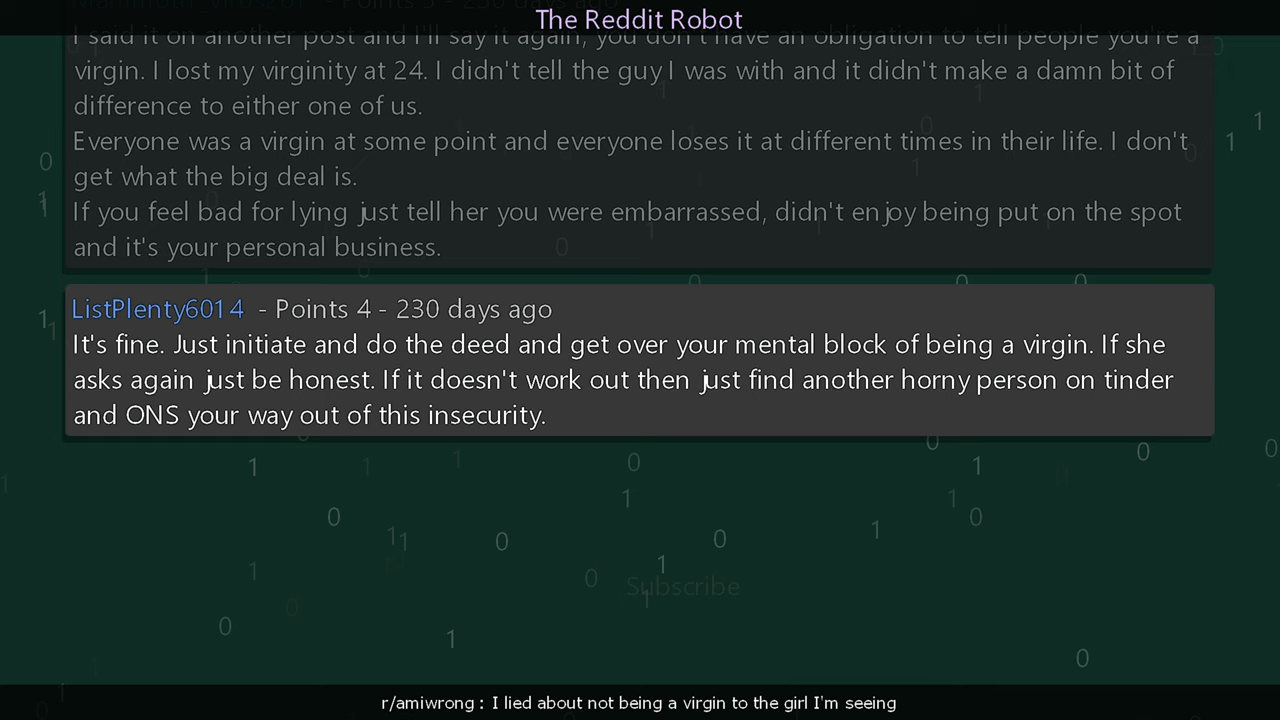 The Reddit Robot
- Points 5 - 230 days ago
I said it on another post and I'll say it again, you don't have an obligation to tell people you're a
virgin. I lost my virginity at 24. I didn't tell the guy I was with and it didn't make a damn bit of
difference to either one of us.
Everyone was a virgin at some point and everyone loses it at different times in their life. I don't
get what the big deal is.
If you feel bad for lying just tell her you were embarrassed, didn't enjoy being put on the spot
and it's your personal business.
ListPlenty6014 - Points 4 - 230 days ago
It's fine. Just initiate and do the deed and get over your mental block of being a virgin. If she
asks again just be honest. If it doesn't work out then just find another horny person on tinder
and ONS your way out of this insecurity.
Subscribe
r/amiwrong : I lied about not being a virgin to the girl I'm seeing